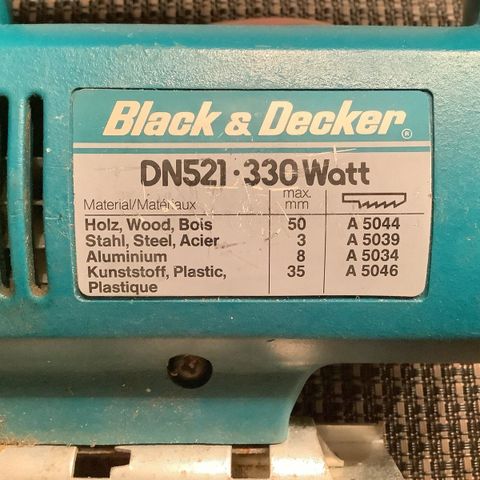 Black & Decker®
DN521·330 Watt
Material/Matériaux max. mm
Holz, Wood, Bois 50 A 5044
Stahl, Steel, Acier 3 A 5039
Aluminium 8 A 5034
Kunststoff, Plastic, 35 A 5046
Plastique